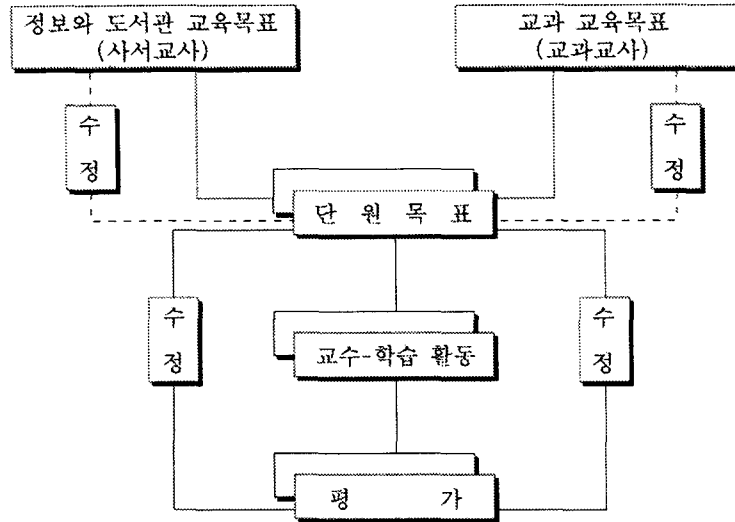 정보와 도서관 교육목표
(사서교사)
교과 교육목표
(교과교사)
수
정
수
정
단 원 목 표
수
정
수
정
교수-학습 활동
평 가